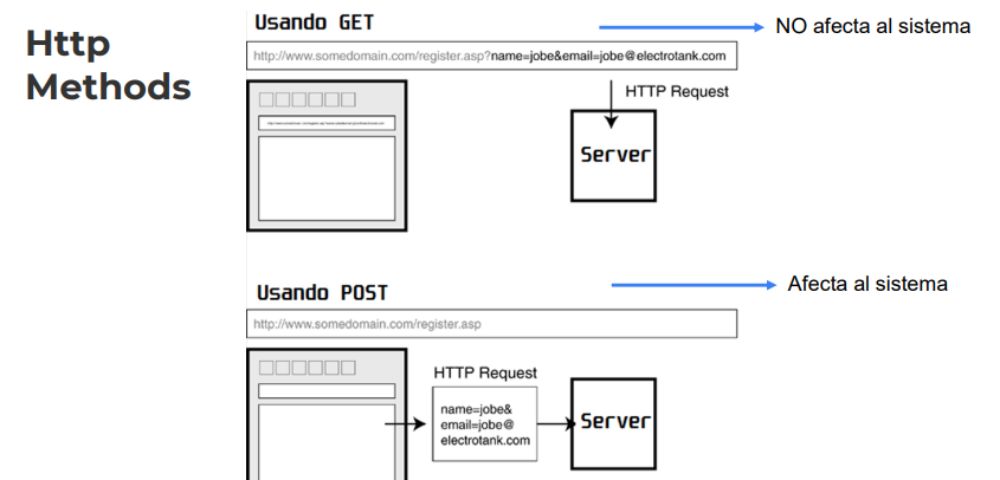 Http
Methods
Usando GET
NO afecta al sistema
http://www.somedomain.com/register.asp?name=jobe&email=jobe@electrotank.com
HTTP Request
Server
Usando POST
Afecta al sistema
http://www.somedomain.com/register.asp
HTTP Request
name=jobe&
email=jobe@
electrotank.com
Server